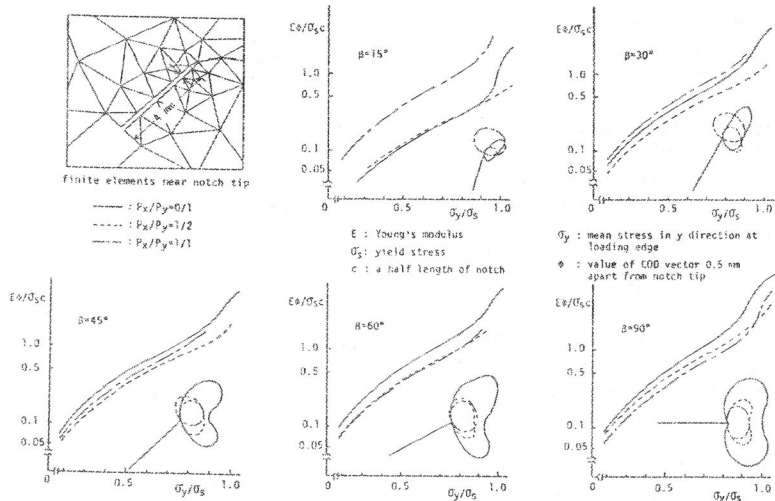 4 mm
finite elements near notch tip
——— : Px/Py=0/1
----- : Px/Py=1/2
—-— : Px/Py=1/1
Eϕ/σsc
β=15°
1.0
0.5
0.1
0.05
0
0.5
1.0
σy/σs
E : Young's modulus
σs: yield stress
c : a half length of notch
Eϕ/σsc
β=30°
1.0
0.5
0.1
0.05
0
0.5
1.0
σy/σs
σy : mean stress in y direction at
loading edge
ϕ : value of COD vector 0.5 mm
apart from notch tip
Eϕ/σsc
β=45°
1.0
0.5
0.1
0.05
0
0.5
1.0
σy/σs
Eϕ/σsc
β=60°
1.0
0.5
0.1
0.05
0
0.5
1.0
σy/σs
Eϕ/σsc
β=90°
1.0
0.5
0.1
0.05
0
0.5
1.0
σy/σs